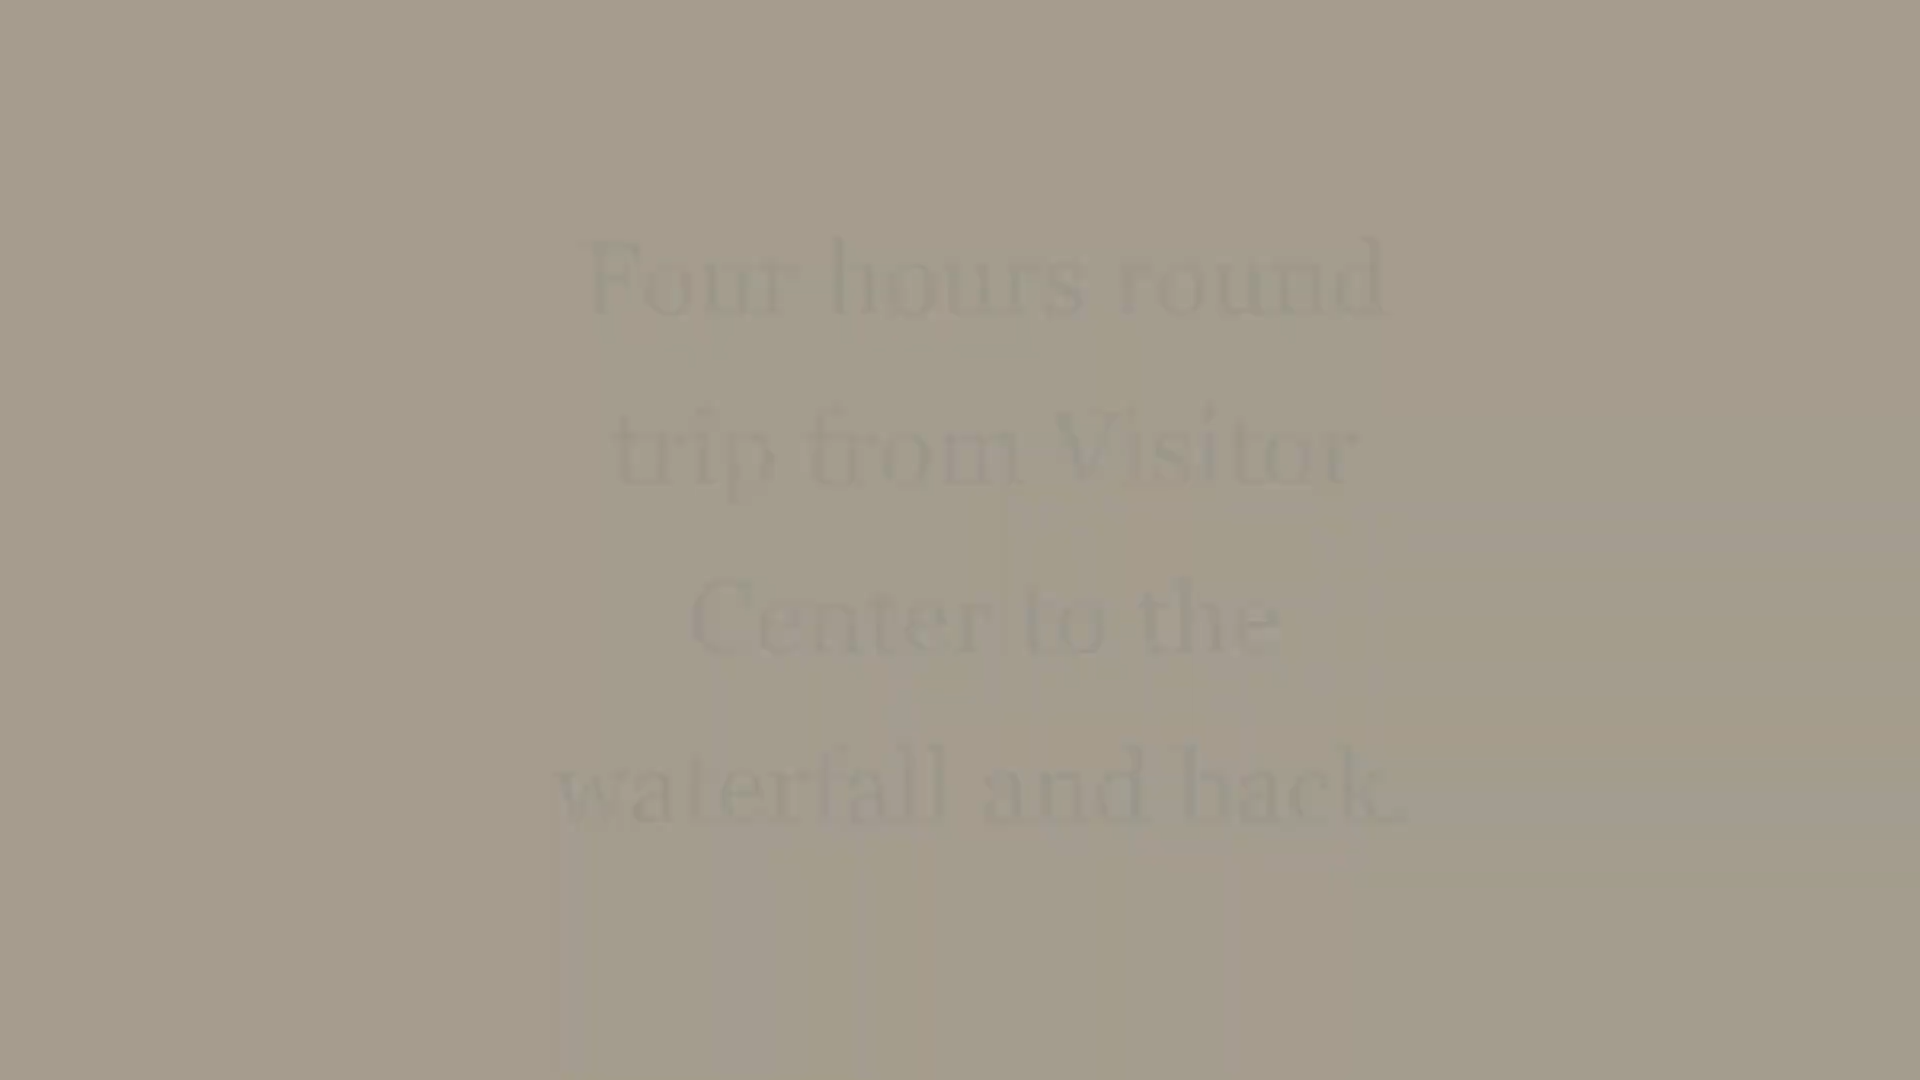 Four hours round
trip from Visitor
Center to the
waterfall and back.